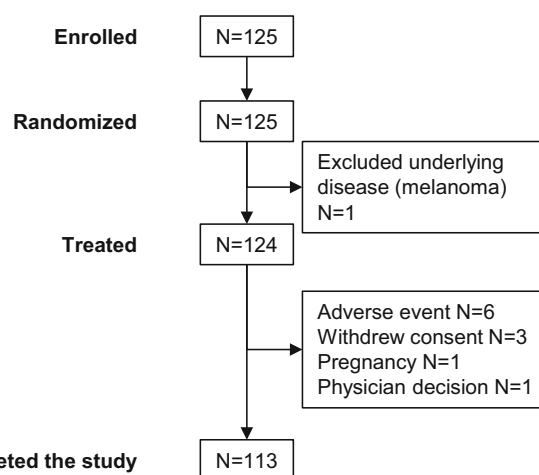 Enrolled
N=125
Randomized
N=125
Excluded underlying
disease (melanoma)
N=1
Treated
N=124
Adverse event N=6
Withdrew consent N=3
Pregnancy N=1
Physician decision N=1
the study
N=113